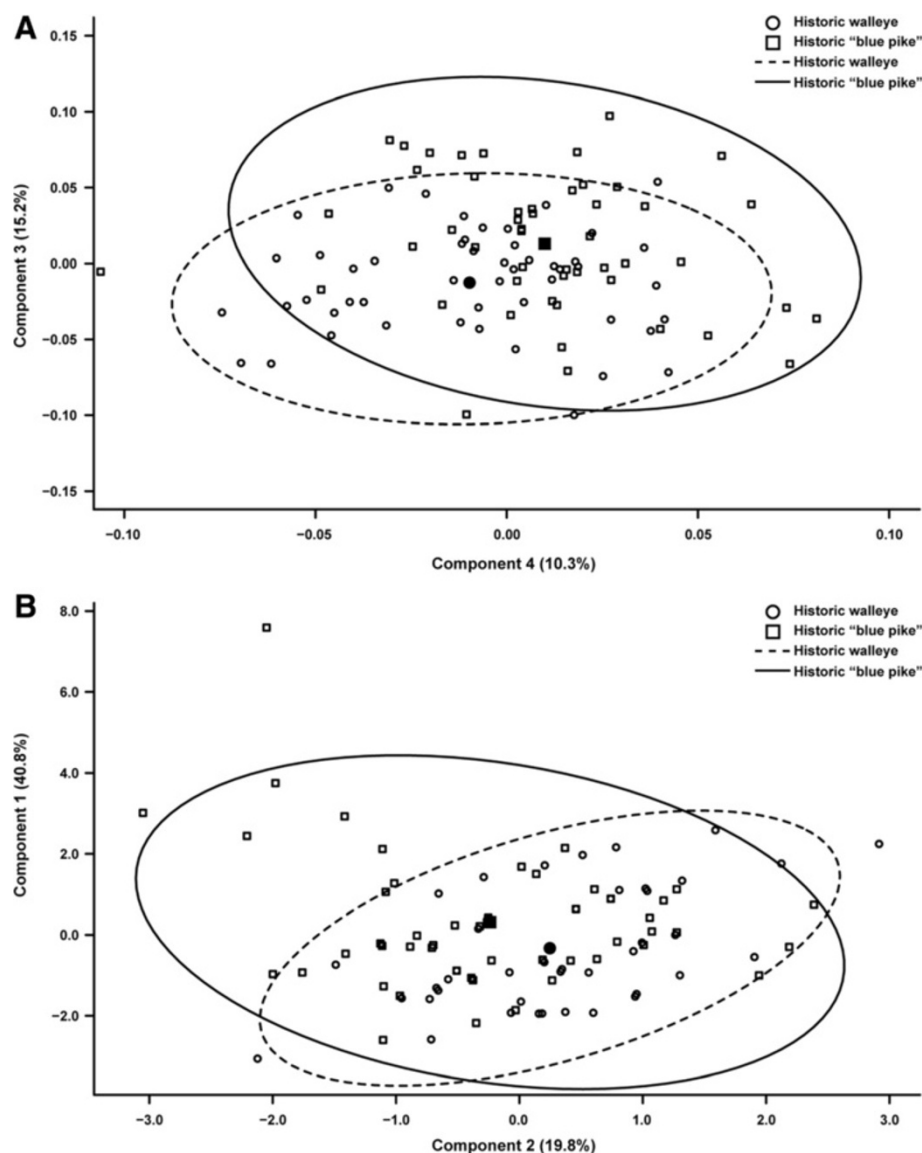 A
Historic walleye
Historic “blue pike”
Historic walleye
Historic “blue pike”
Component 3 (15.2%)
0.15
0.10
0.05
0.00
−0.05
−0.10
−0.15
−0.10
−0.05
0.00
0.05
0.10
Component 4 (10.3%)
B
Historic walleye
Historic “blue pike”
Historic walleye
Historic “blue pike”
Component 1 (40.8%)
8.0
6.0
4.0
2.0
0.0
−2.0
−3.0
−2.0
−1.0
0.0
1.0
2.0
3.0
Component 2 (19.8%)